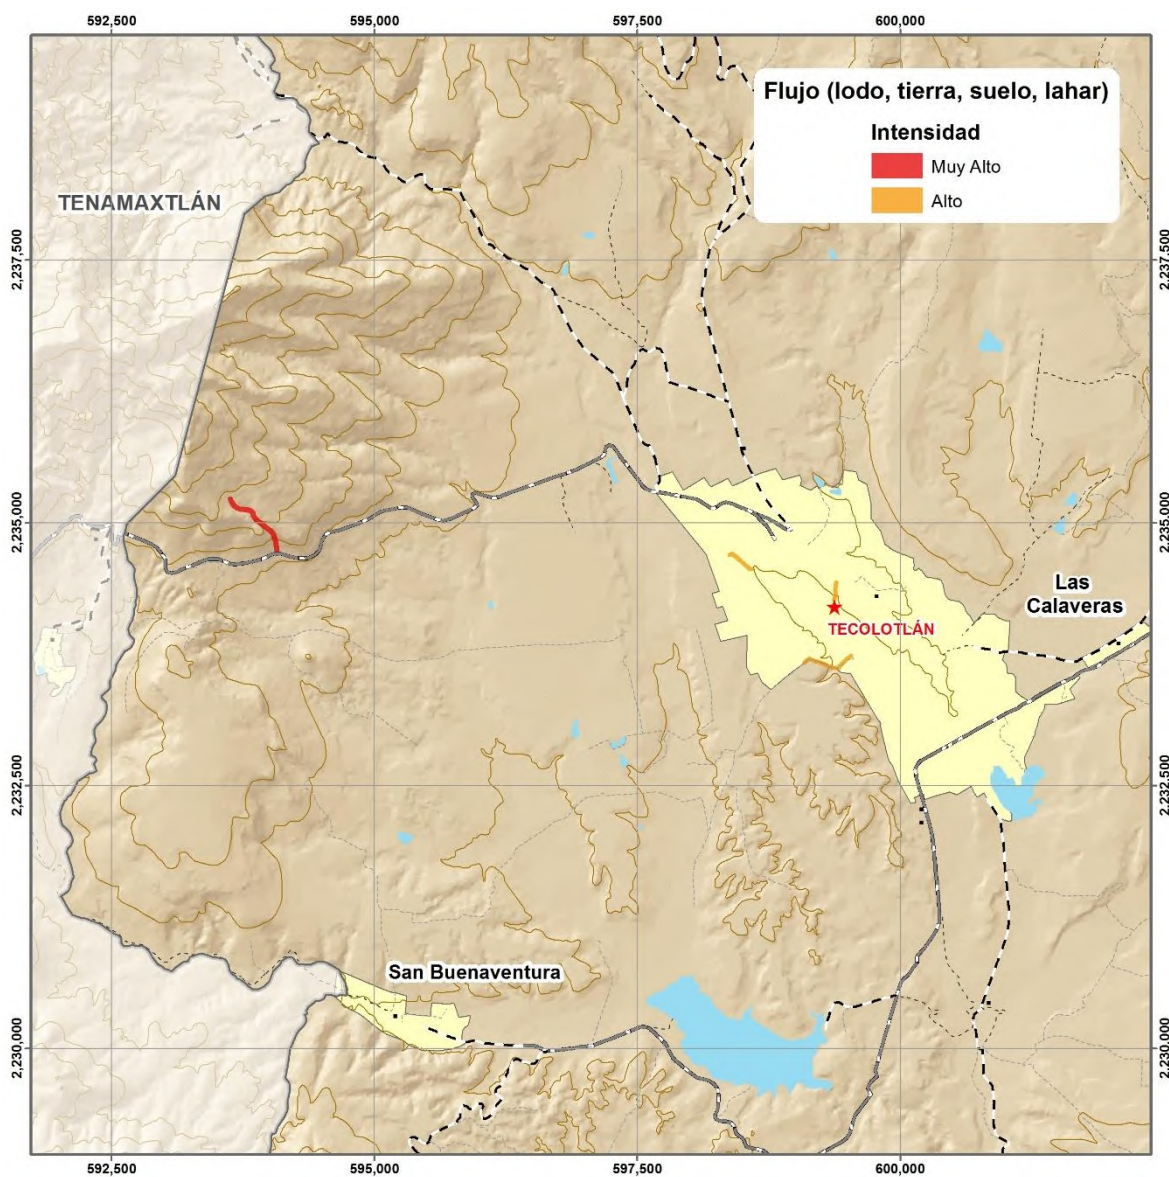 592,500 595,000 597,500 600,000
Flujo (lodo, tierra, suelo, lahar)
Intensidad
Muy Alto
Alto
TENAMAXTLÁN
2,237,500 2,237,500
2,235,000 2,235,000
Las
Calaveras
TECOLOTLÁN
2,232,500 2,232,500
San Buenaventura
2,230,000 2,230,000
592,500 595,000 597,500 600,000